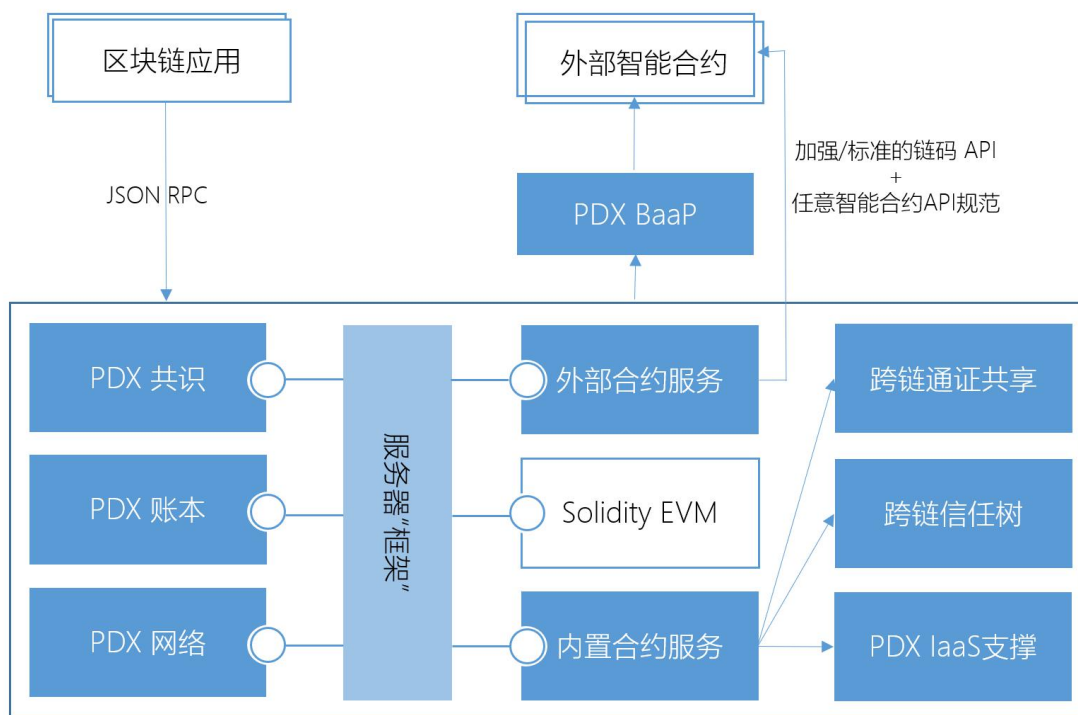 区块链应用
外部智能合约
JSON RPC
加强/标准的链码 API
+
任意智能合约API规范
PDX BaaP
PDX 共识
服务器“框架”
外部合约服务
跨链通证共享
PDX 账本
Solidity EVM
跨链信任树
PDX 网络
内置合约服务
PDX IaaS支撑